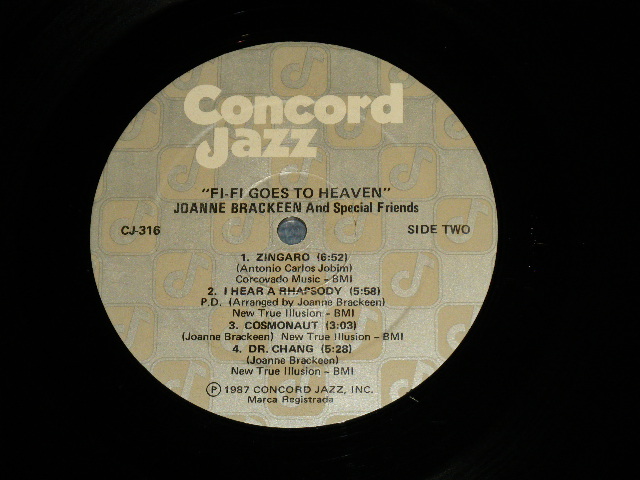 Concord
Jazz
"FI-FI GOES TO HEAVEN"
JOANNE BRACKEEN And Special Friends
CJ-316 SIDE TWO
1. ZINGARO (6:52)
(Antonio Carlos Jobim)
Corcovado Music - BMI
2. I HEAR A RHAPSODY (5:58)
P.D. (Arranged by Joanne Brackeen)
New True Illusion - BMI
3. COSMONAUT (3:03)
(Joanne Brackeen) New True Illusion - BMI
4. DR. CHANG (5:28)
(Joanne Brackeen)
New True Illusion - BMI
Ⓟ 1987 CONCORD JAZZ, INC.
Marca Registrada